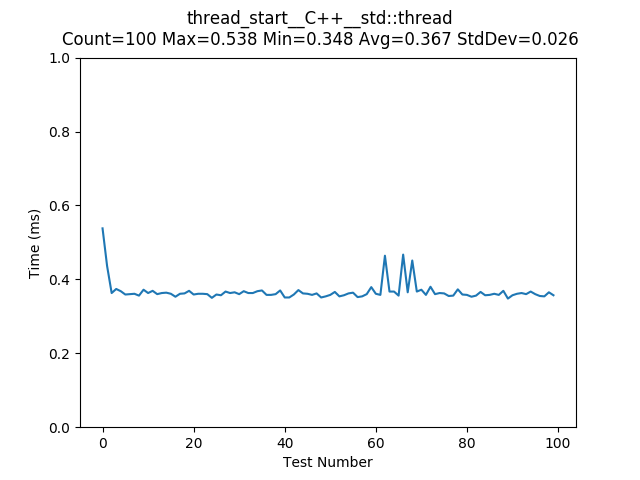 thread_start__C++__std::thread
Count=100 Max=0.538 Min=0.348 Avg=0.367 StdDev=0.026
1.0
0.8
0.6
0.4
0.2
0.0
Time (ms)
0 20 40 60 80 100
Test Number